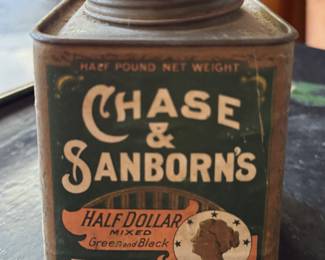 HALF POUND NET WEIGHT
CHASE
&
SANBORN'S
HALF DOLLAR
MIXED
Green and Black